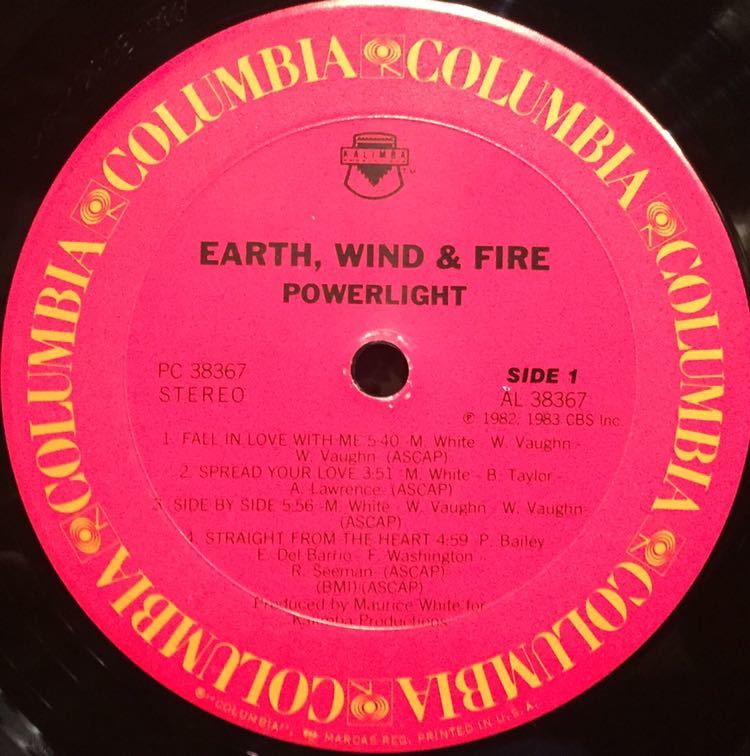 COLUMBIA COLUMBIA COLUMBIA COLUMBIA COLUMBIA COLUMBIA COLUMBIA COLUMBIA
KALIMBA
TM
EARTH, WIND & FIRE
POWERLIGHT
PC 38367
STEREO
SIDE 1
AL 38367
℗ 1982, 1983 CBS Inc.
1. FALL IN LOVE WITH ME 5:40 -M. White - W. Vaughn -
W. Vaughn- (ASCAP)
2. SPREAD YOUR LOVE 3:51 -M. White - B. Taylor -
A. Lawrence- (ASCAP)
3. SIDE BY SIDE 5:56 -M. White - W. Vaughn - W. Vaughn-
(ASCAP)
4. STRAIGHT FROM THE HEART 4:59 -P. Bailey -
E. Del Barrio - F. Washington -
R. Seeman- (ASCAP)
(BMI)(ASCAP)
Produced by Maurice White for
Kalimba Productions
"COLUMBIA", MARCAS REG. PRINTED IN U.S.A.